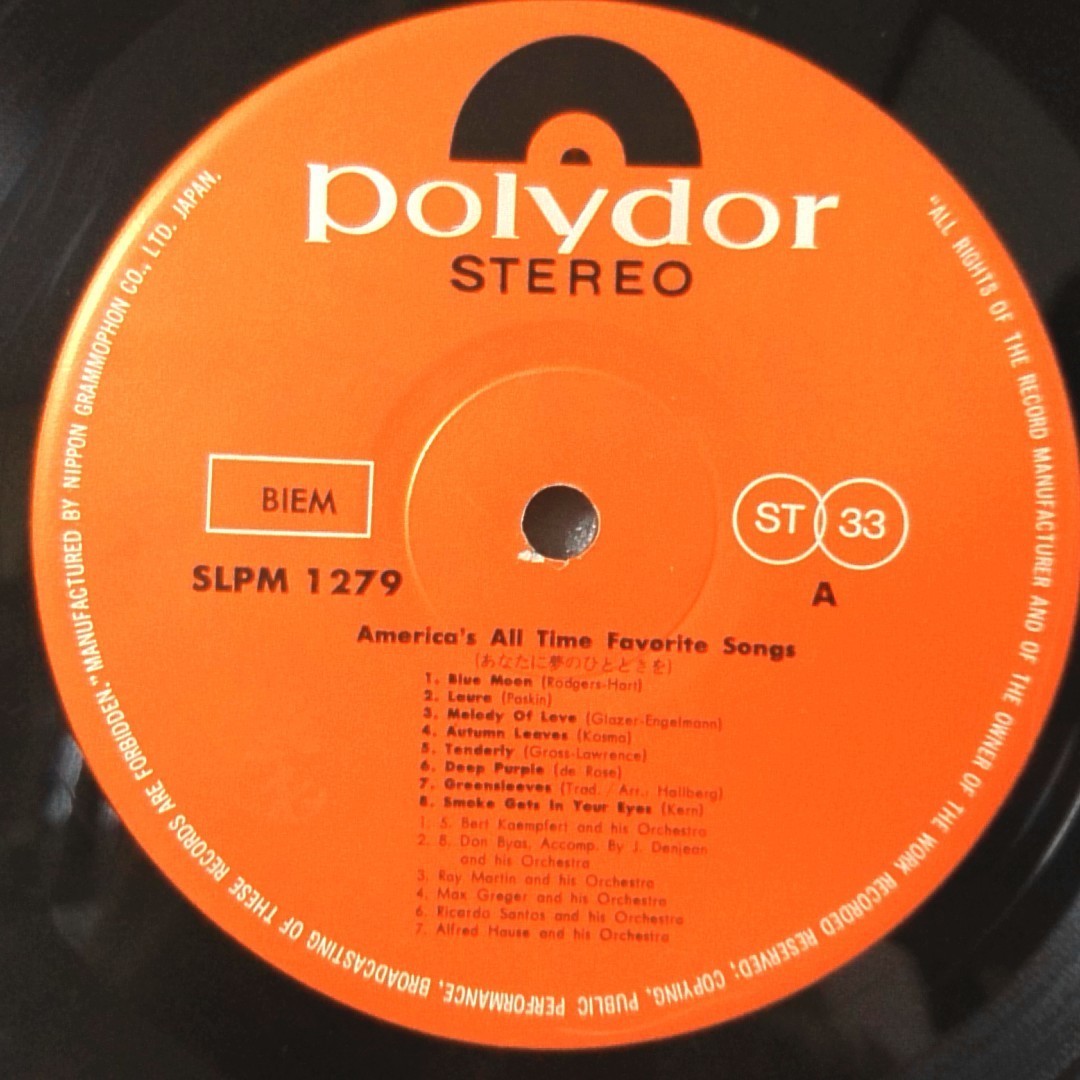 polydor
STEREO
BIEM
ST 33
SLPM 1279
A
America's All Time Favorite Songs
(あなたに夢のひとときを)
1. Blue Moon (Rodgers-Hart)
2. Laura (Paskin)
3. Melody Of Love (Glazer-Engelmann)
4. Autumn Leaves (Kosma)
5. Tenderly (Gross-Lawrence)
6. Deep Purple (de Rose)
7. Greensleeves (Trad. / Arr.: Hallberg)
8. Smoke Gets In Your Eyes (Kern)
1. 5. Bert Kaempfert and his Orchestra
2. 8. Don Byas, Accomp. By J. Denjean
and his Orchestra
3. Ray Martin and his Orchestra
4. Max Greger and his Orchestra
6. Ricardo Santos and his Orchestra
7. Alfred Hause and his Orchestra
"ALL RIGHTS OF THE RECORD MANUFACTURER AND OF THE OWNER OF THE WORK RECORDED RESERVED; COPYING, PUBLIC PERFORMANCE, BROADCASTING OF THESE RECORDS ARE FORBIDDEN." MANUFACTURED BY NIPPON GRAMMOPHON CO., LTD. JAPAN.